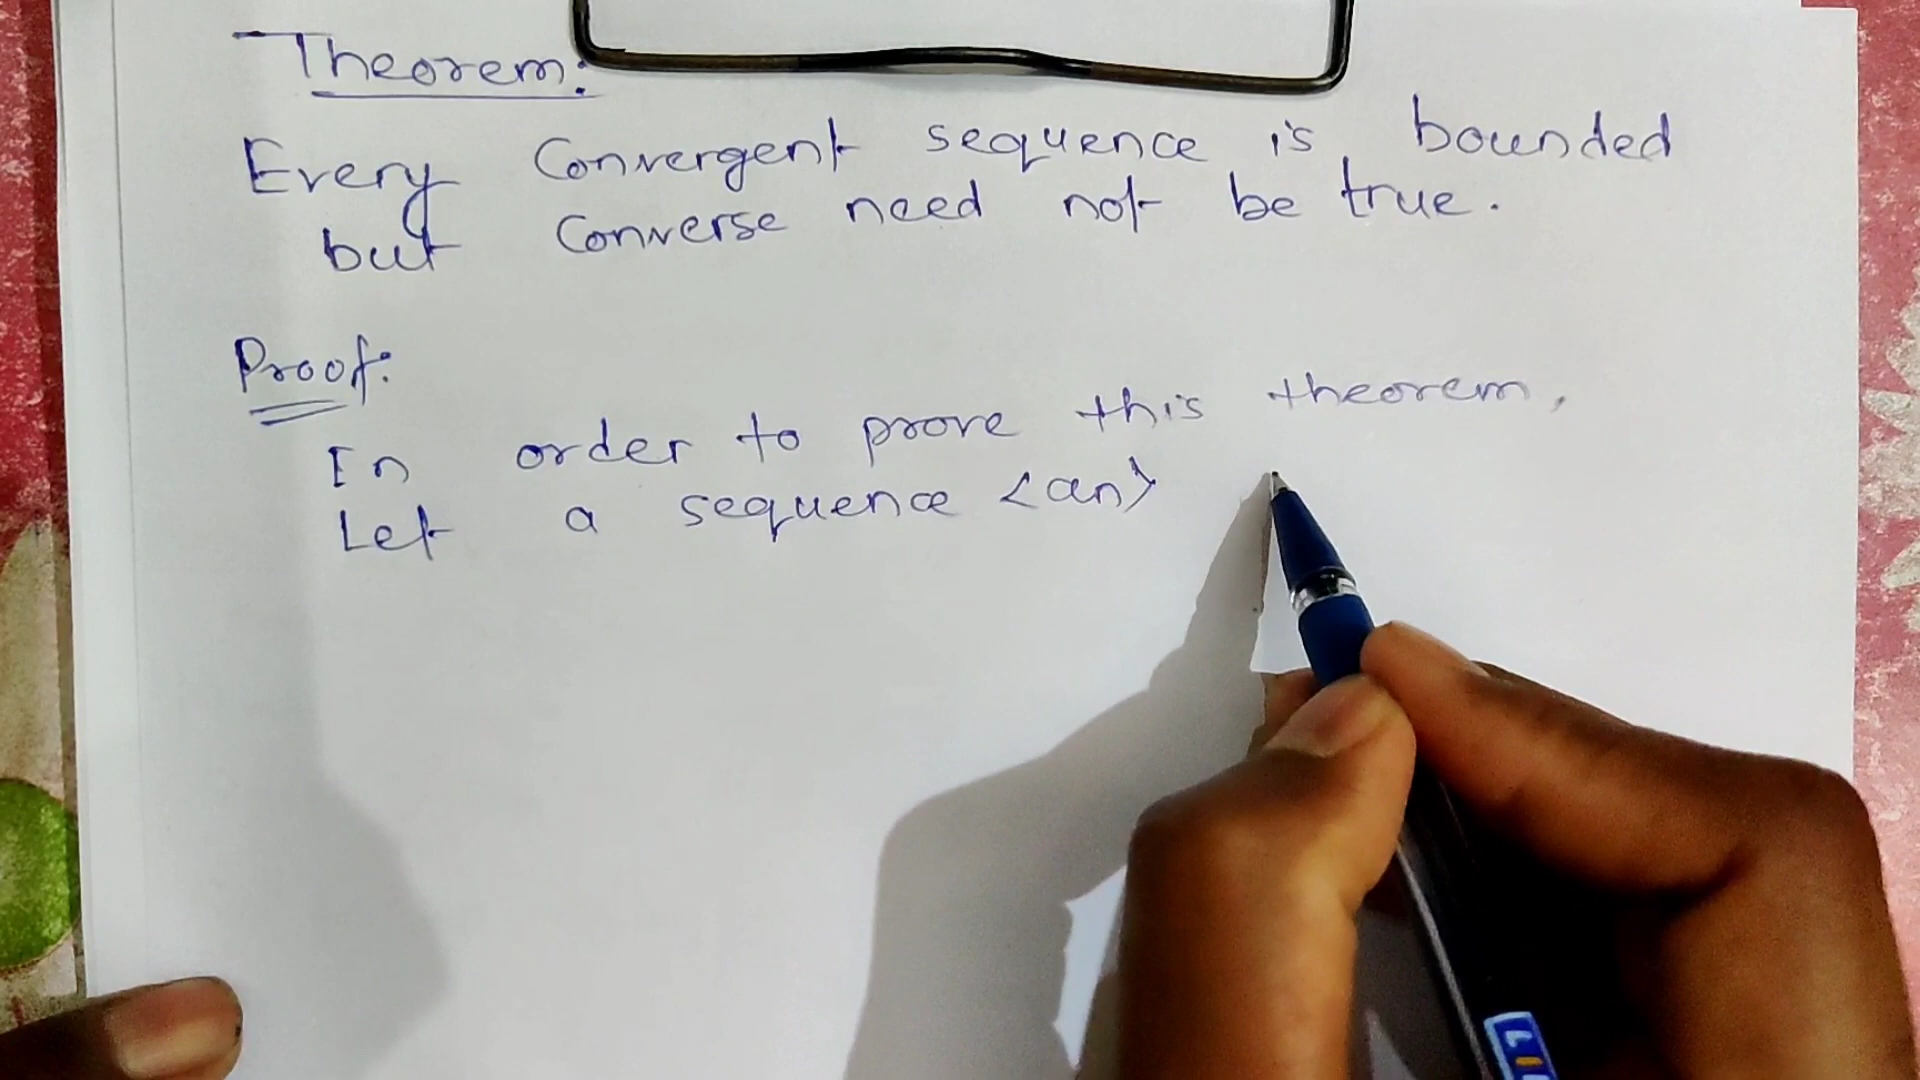 Theorem:
Every convergent sequence is bounded
but converse need not be true.
Proof:
In order to prove this theorem,
Let a sequence <an>